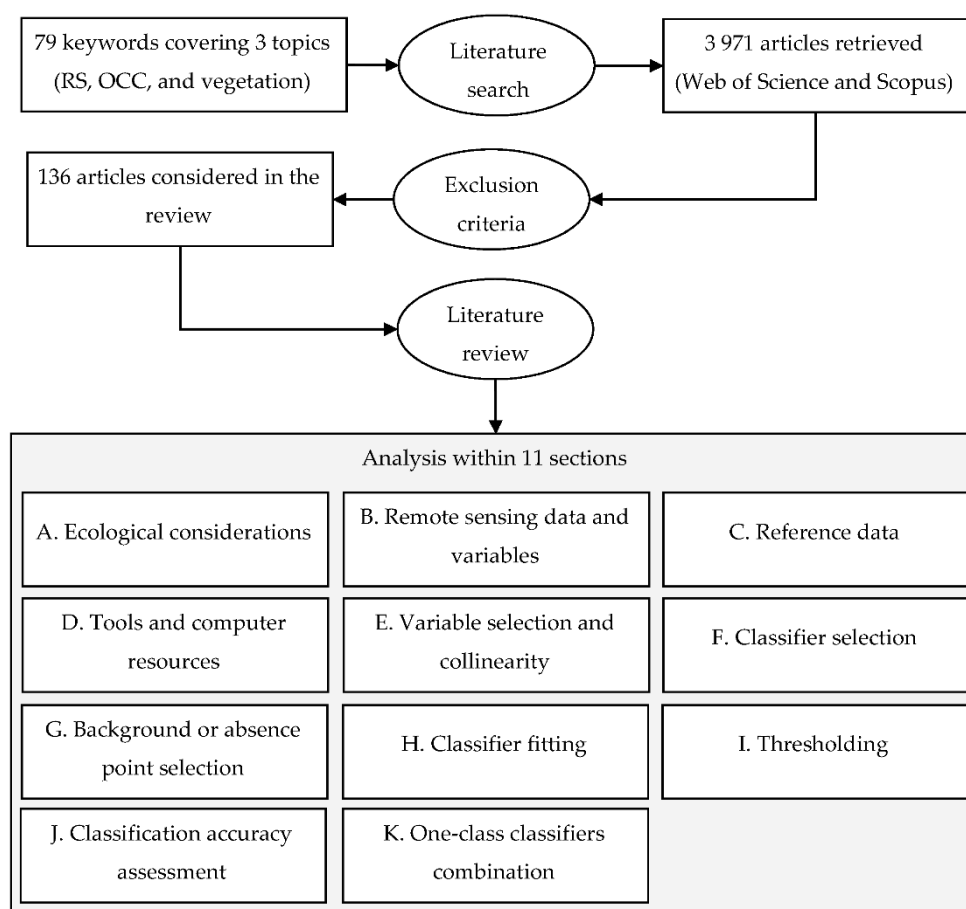 79 keywords covering 3 topics
(RS, OCC, and vegetation)
Literature
search
3 971 articles retrieved
(Web of Science and Scopus)
136 articles considered in the
review
Exclusion
criteria
Literature
review
Analysis within 11 sections
A. Ecological considerations
B. Remote sensing data and
variables
C. Reference data
D. Tools and computer
resources
E. Variable selection and
collinearity
F. Classifier selection
G. Background or absence
point selection
H. Classifier fitting
I. Thresholding
J. Classification accuracy
assessment
K. One-class classifiers
combination